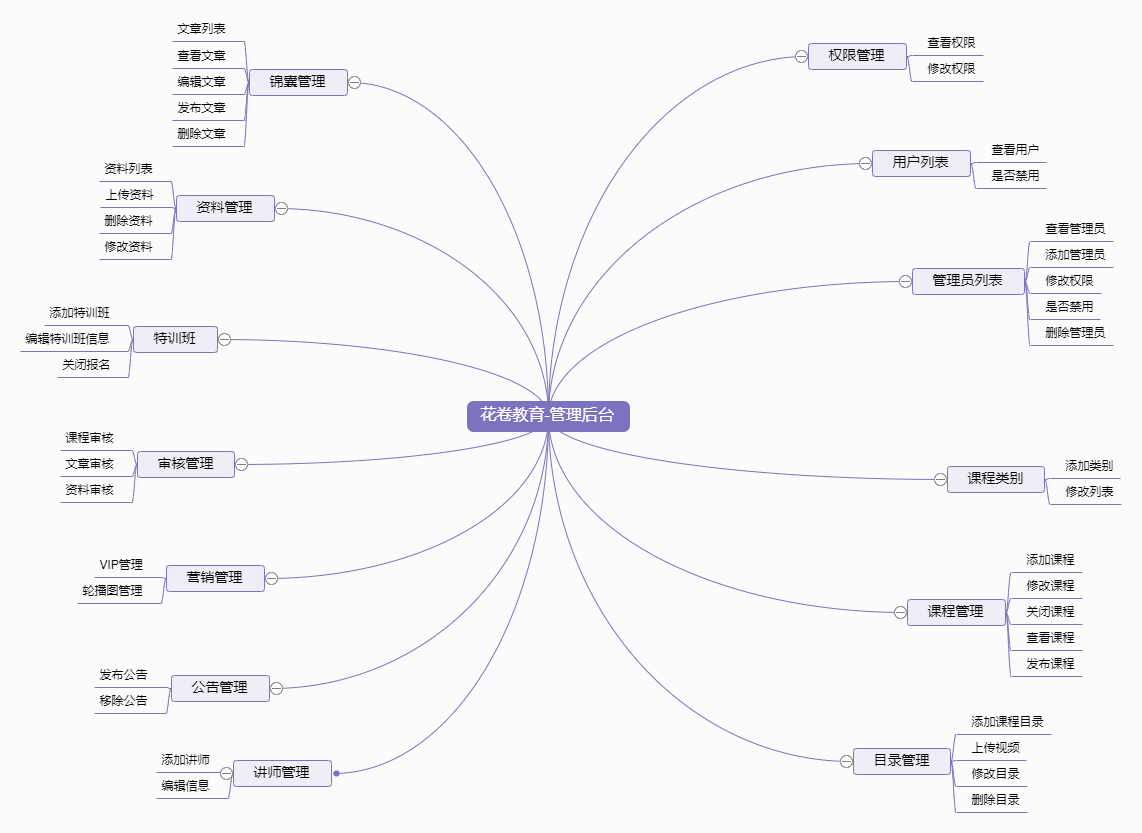 花卷教育-管理后台
权限管理
查看权限
修改权限
用户列表
查看用户
是否禁用
管理员列表
查看管理员
添加管理员
修改权限
是否禁用
删除管理员
课程类别
添加类别
修改列表
课程管理
添加课程
修改课程
关闭课程
查看课程
发布课程
目录管理
添加课程目录
上传视频
修改目录
删除目录
锦囊管理
文章列表
查看文章
编辑文章
发布文章
删除文章
资料管理
资料列表
上传资料
删除资料
修改资料
特训班
添加特训班
编辑特训班信息
关闭报名
审核管理
课程审核
文章审核
资料审核
营销管理
VIP管理
轮播图管理
公告管理
发布公告
移除公告
讲师管理
添加讲师
编辑信息